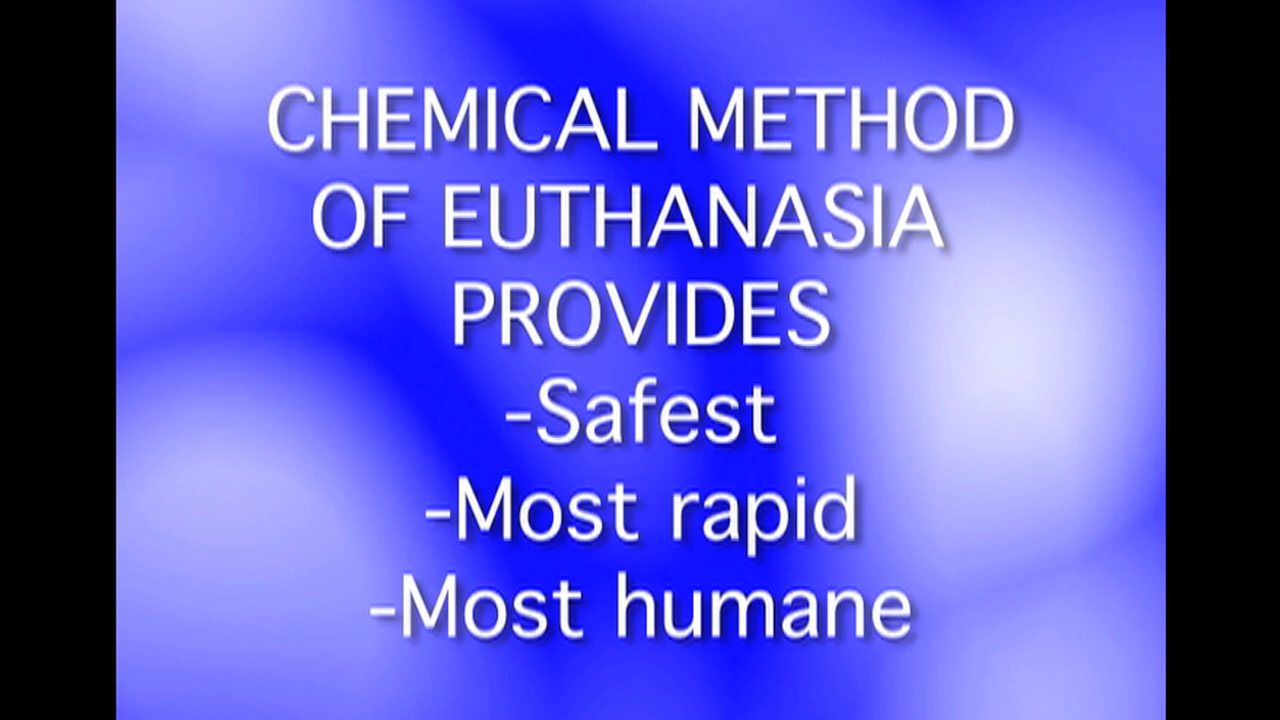 CHEMICAL METHOD
OF EUTHANASIA
PROVIDES
-Safest
-Most rapid
-Most humane